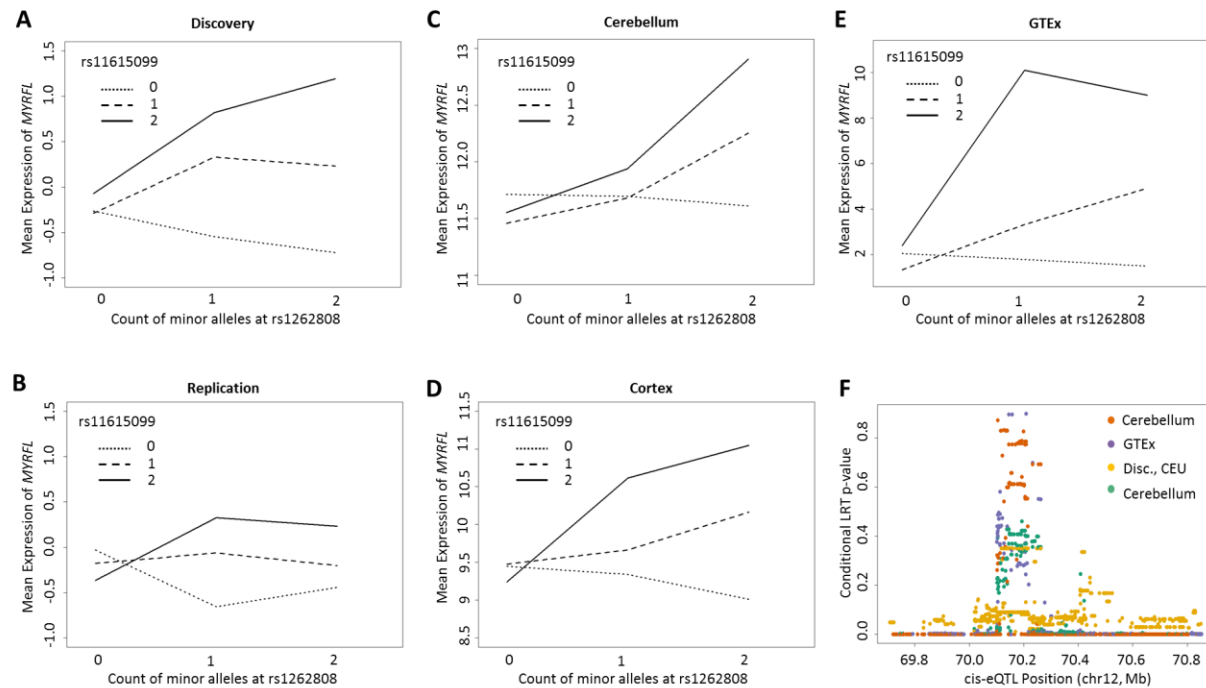 A
Discovery
Mean Expression of MYRFL
1.5
1.0
0.5
0.0
-0.5
-1.0
rs11615099
0
1
2
0 1 2
Count of minor alleles at rs1262808
C
Cerebellum
Mean Expression of MYRFL
13
12.5
12.0
11.5
11
rs11615099
0
1
2
0 1 2
Count of minor alleles at rs1262808
E
GTEx
Mean Expression of MYRFL
10
8
6
4
2
rs11615099
0
1
2
0 1 2
Count of minor alleles at rs1262808
B
Replication
Mean Expression of MYRFL
1.5
1.0
0.5
0.0
-0.5
-1.0
rs11615099
0
1
2
0 1 2
Count of minor alleles at rs1262808
D
Cortex
Mean Expression of MYRFL
11.5
11
10.5
10
9.5
9
8.5
rs11615099
0
1
2
0 1 2
Count of minor alleles at rs1262808
F
Conditional LRT p-value
0.8
0.6
0.4
0.2
0.0
Cerebellum
GTEx
Disc., CEU
Cerebellum
69.8 70.0 70.2 70.4 70.6 70.8
cis-eQTL Position (chr12, Mb)